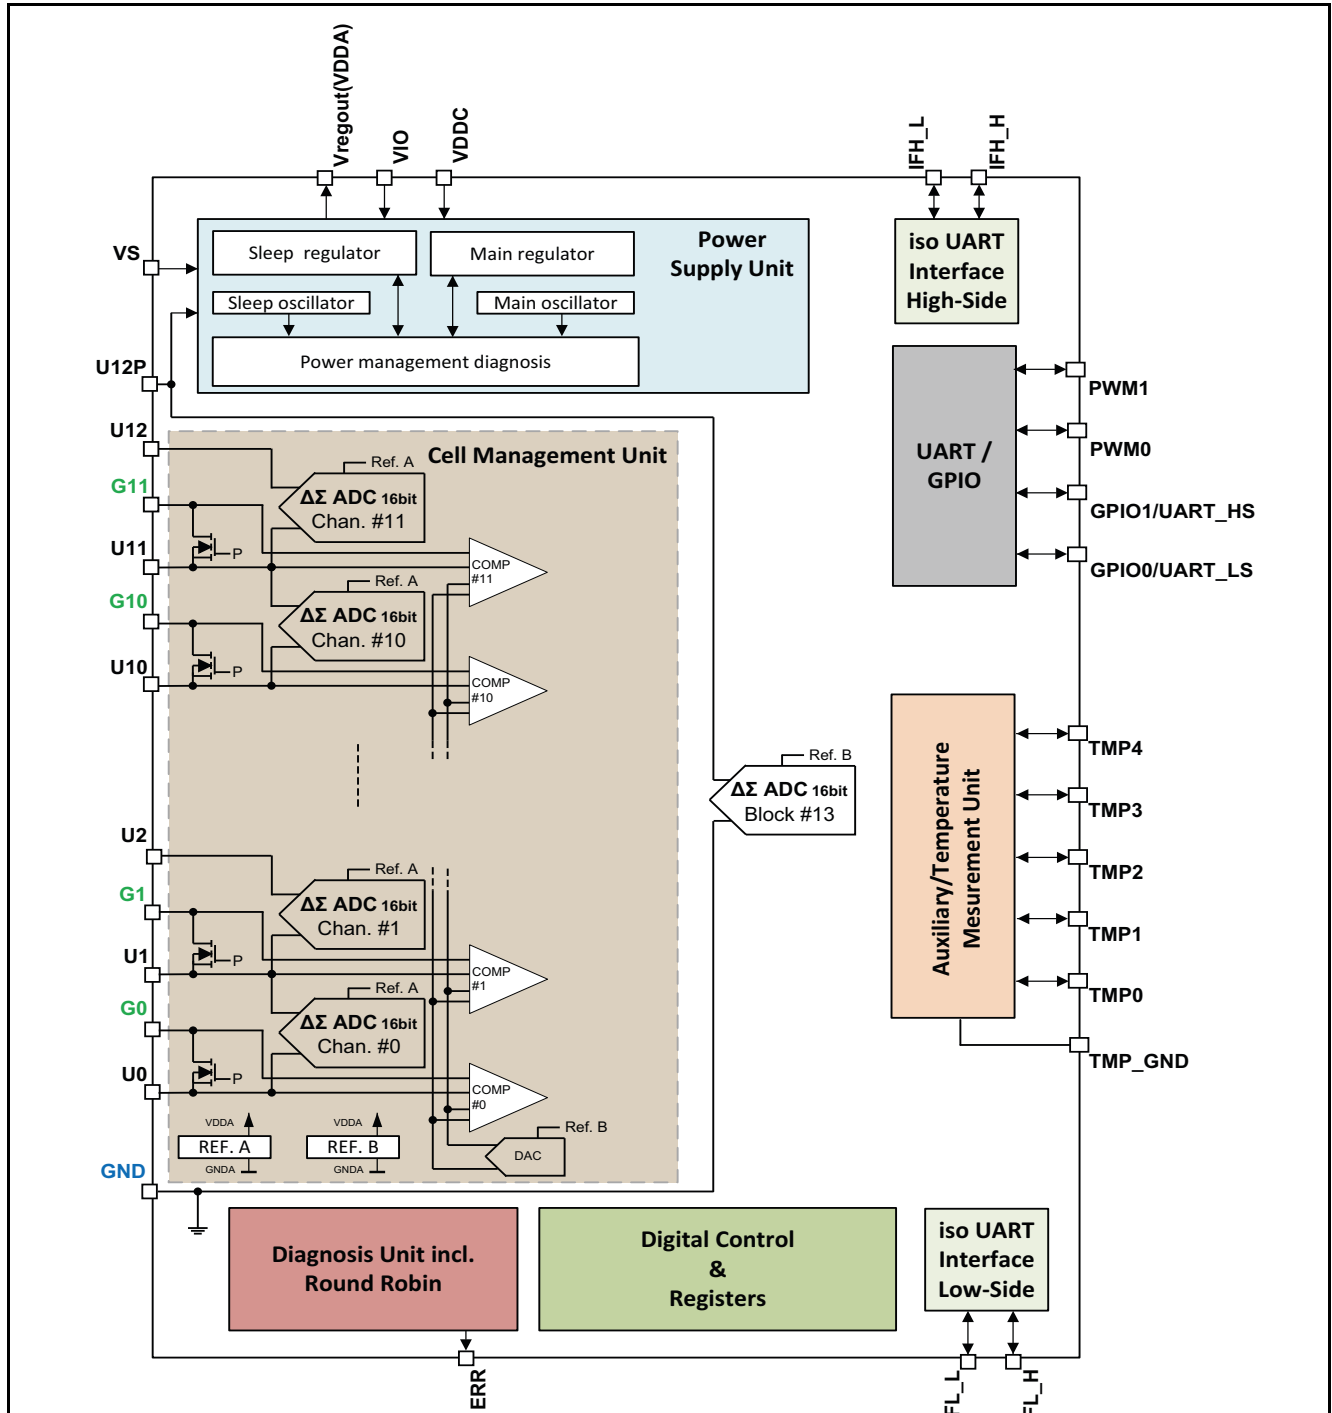 Vregout(VDDA)
VIO
VDDC
IFH_L
IFH_H
VS
Power
Supply Unit
Sleep regulator
Main regulator
Sleep oscillator
Main oscillator
Power management diagnosis
iso UART
Interface
High-Side
U12P
UART /
GPIO
PWM1
PWM0
GPIO1/UART_HS
GPIO0/UART_LS
U12
Cell Management Unit
Ref. A
ΔΣ ADC 16bit
Chan. #11
G11
P
U11
COMP
#11
Ref. A
ΔΣ ADC 16bit
Chan. #10
G10
P
U10
COMP
#10
Ref. B
ΔΣ ADC 16bit
Block #13
Auxiliary/Temperature
Mesurement Unit
TMP4
TMP3
TMP2
TMP1
TMP0
TMP_GND
U2
Ref. A
ΔΣ ADC 16bit
Chan. #1
G1
P
U1
COMP
#1
Ref. A
ΔΣ ADC 16bit
Chan. #0
G0
P
U0
COMP
#0
VDDA
REF. A
GNDA
VDDA
REF. B
GNDA
Ref. B
DAC
GND
Diagnosis Unit incl.
Round Robin
Digital Control
&
Registers
iso UART
Interface
Low-Side
ERR
FL_L
FL_H